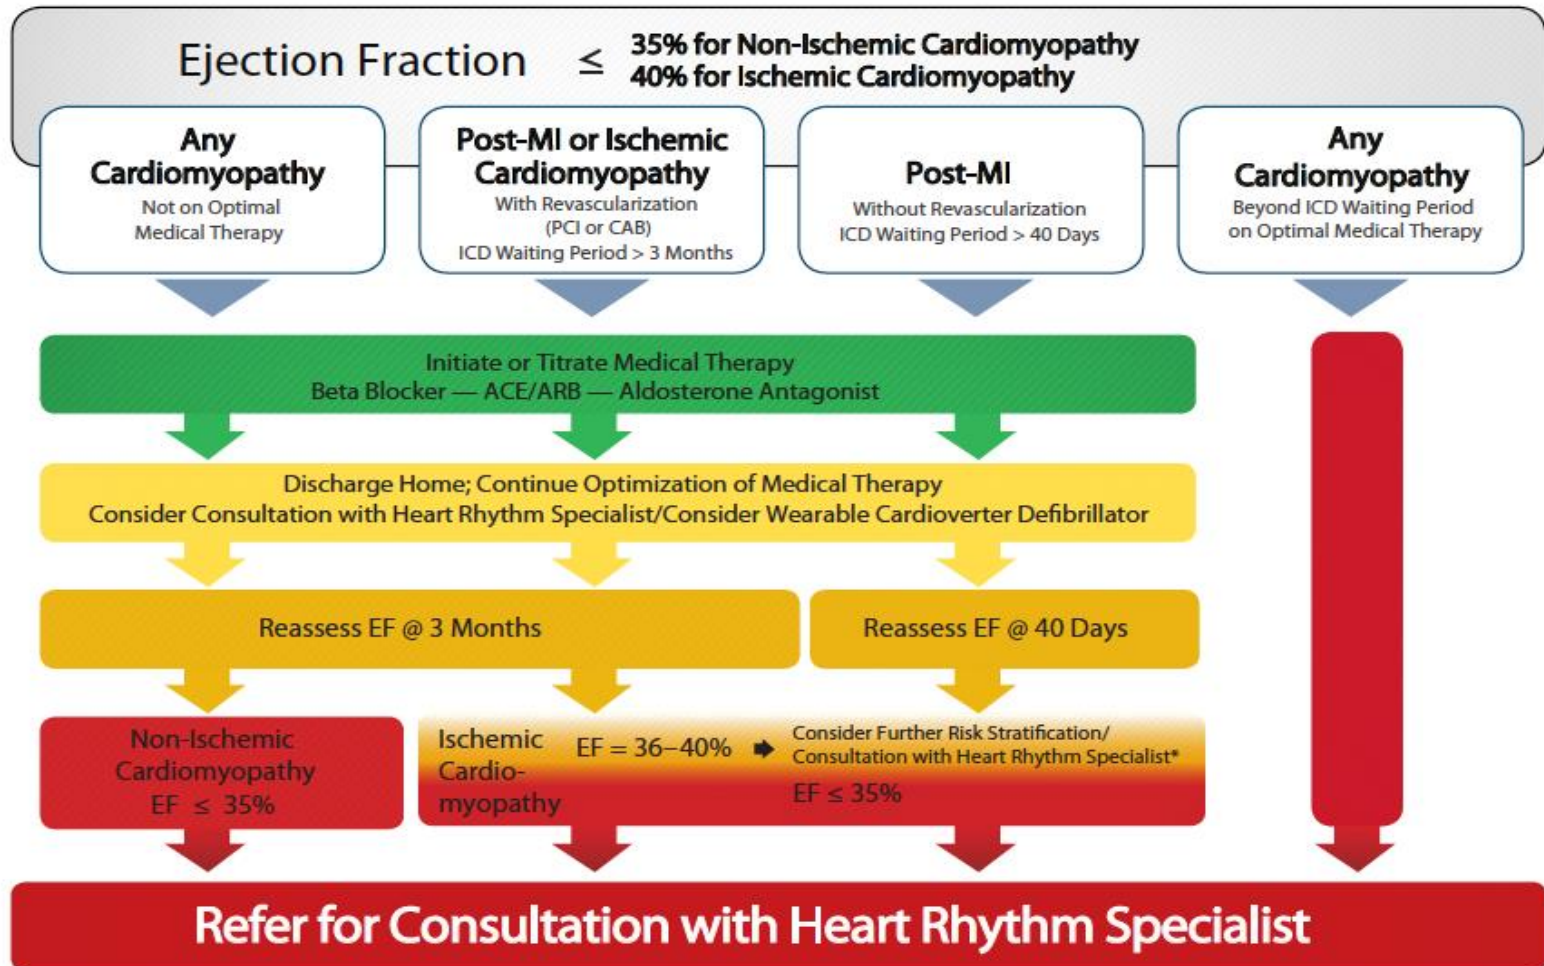 Ejection Fraction ≤
35% for Non-Ischemic Cardiomyopathy
40% for Ischemic Cardiomyopathy
Any
Cardiomyopathy
Not on Optimal
Medical Therapy
Post-MI or Ischemic
Cardiomyopathy
With Revascularization
(PCI or CAB)
ICD Waiting Period > 3 Months
Post-MI
Without Revascularization
ICD Waiting Period > 40 Days
Any
Cardiomyopathy
Beyond ICD Waiting Period
on Optimal Medical Therapy
Initiate or Titrate Medical Therapy
Beta Blocker — ACE/ARB — Aldosterone Antagonist
Discharge Home; Continue Optimization of Medical Therapy
Consider Consultation with Heart Rhythm Specialist/Consider Wearable Cardioverter Defibrillator
Reassess EF @ 3 Months
Reassess EF @ 40 Days
Non-Ischemic
Cardiomyopathy
EF ≤ 35%
Ischemic
Cardio-
myopathy
EF = 36–40%
Consider Further Risk Stratification/
Consultation with Heart Rhythm Specialist*
EF ≤ 35%
Refer for Consultation with Heart Rhythm Specialist